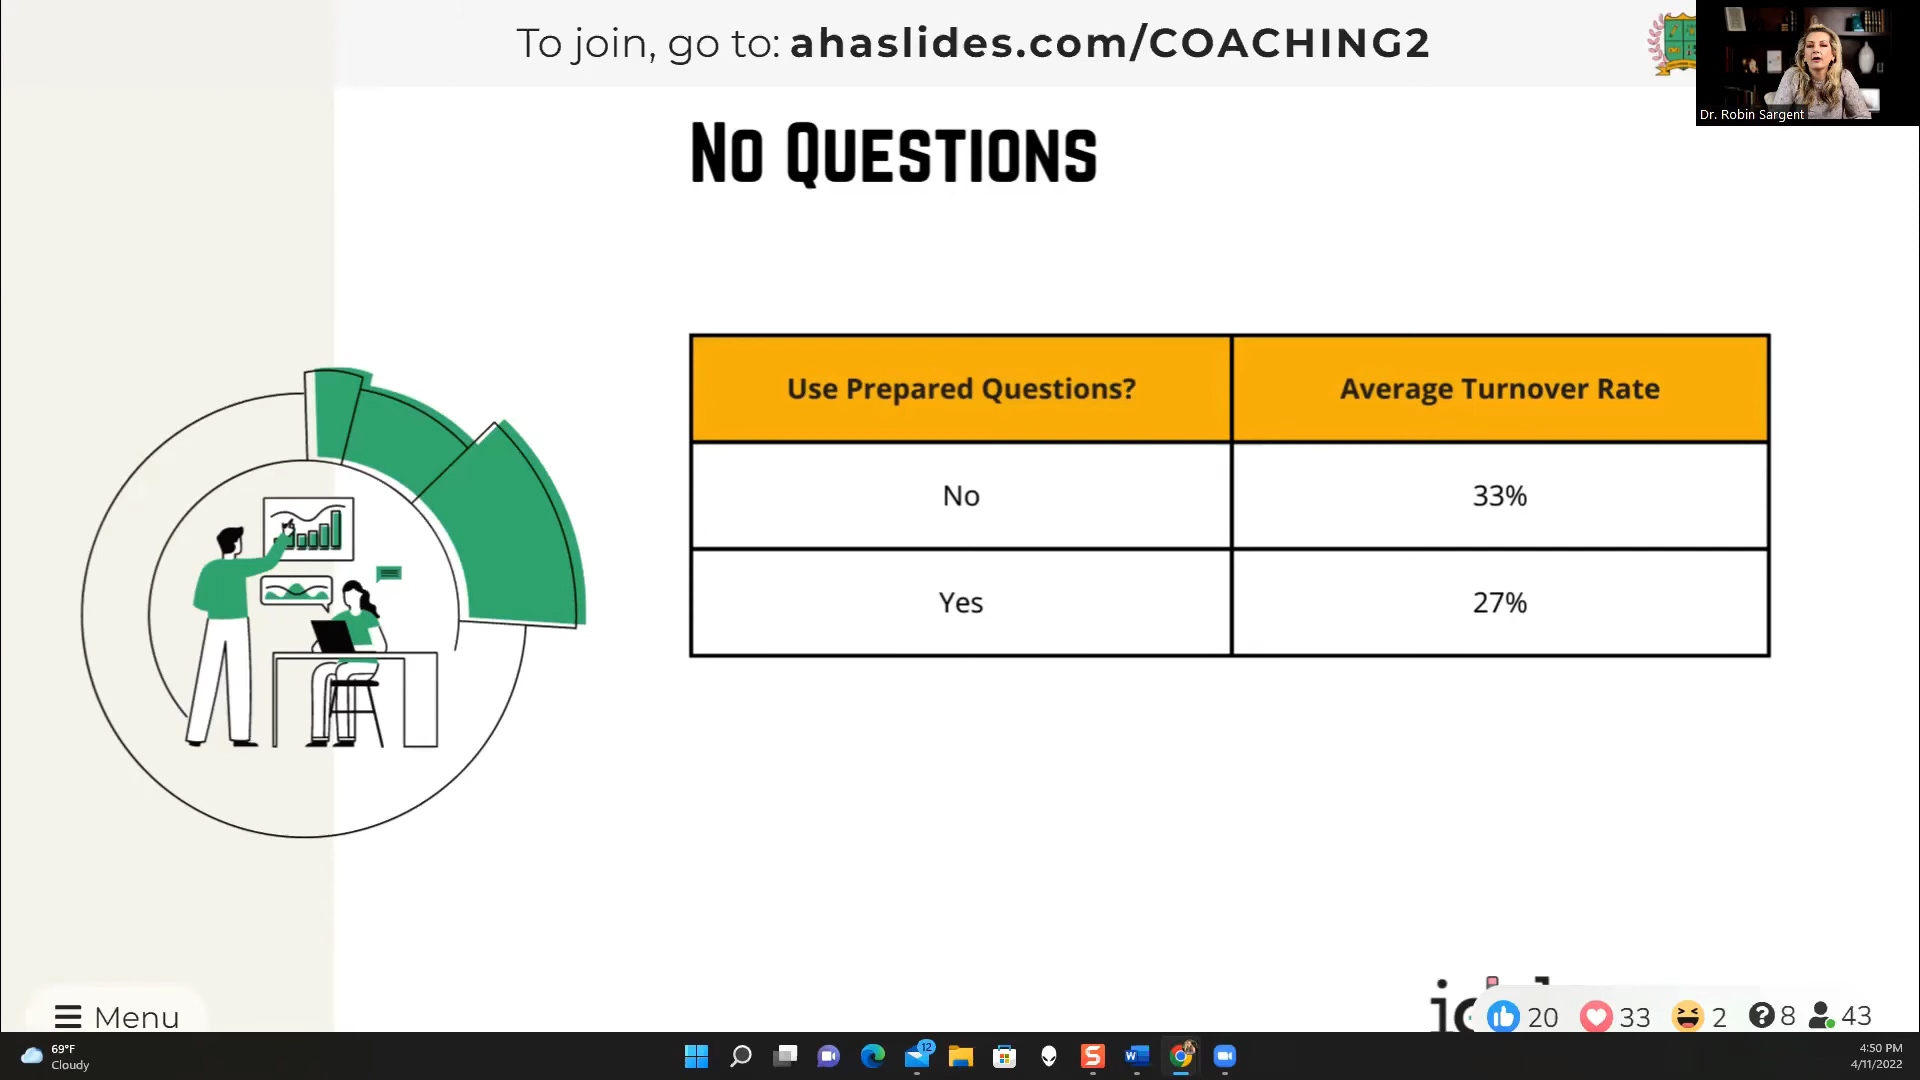 To join, go to: ahaslides.com/COACHING2
Dr. Robin Sargent
No Questions
Use Prepared Questions?
Average Turnover Rate
No
33%
Yes
27%
Menu
20
33
2
8
43
69°F
Cloudy
12
4:50 PM
4/11/2022